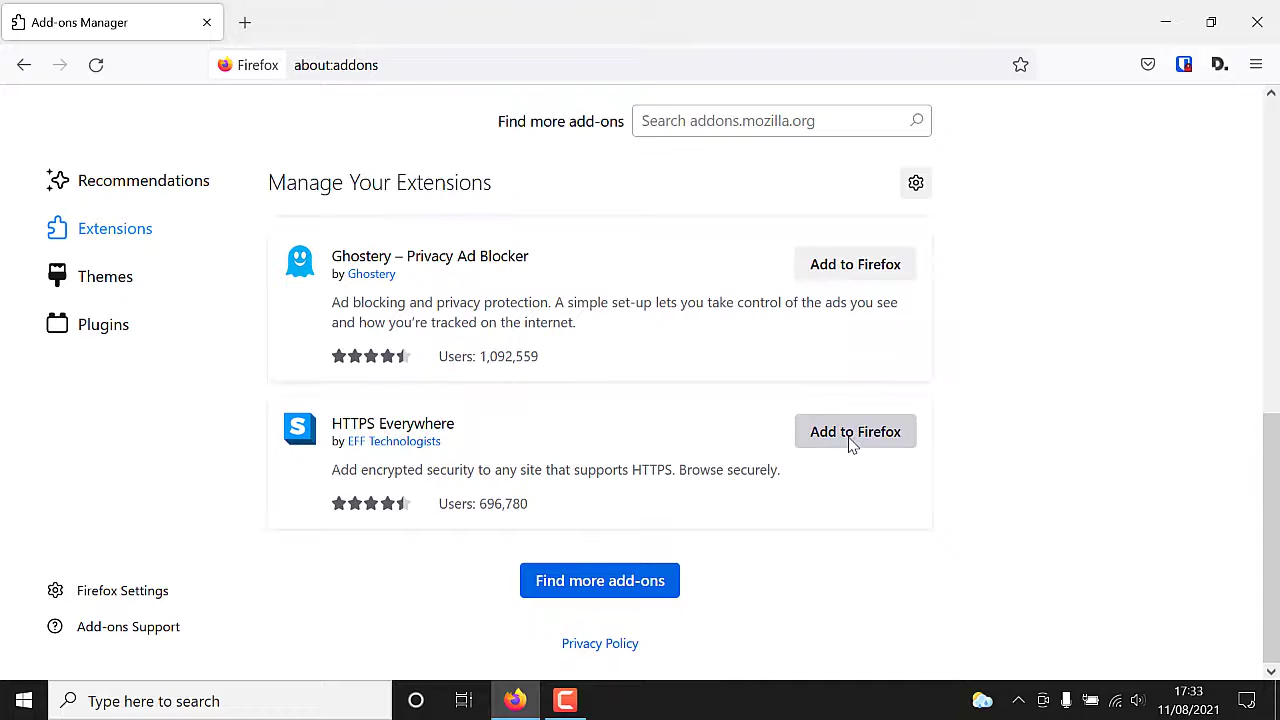 Add-ons Manager
Firefox
about:addons
D.
Find more add-ons
Search addons.mozilla.org
Recommendations
Extensions
Themes
Plugins
Manage Your Extensions
Ghostery – Privacy Ad Blocker
by Ghostery
Add to Firefox
Ad blocking and privacy protection. A simple set-up lets you take control of the ads you see
and how you’re tracked on the internet.
Users: 1,092,559
S
HTTPS Everywhere
by EFF Technologists
Add to Firefox
Add encrypted security to any site that supports HTTPS. Browse securely.
Users: 696,780
Find more add-ons
Privacy Policy
Firefox Settings
Add-ons Support
Type here to search
17:33
11/08/2021